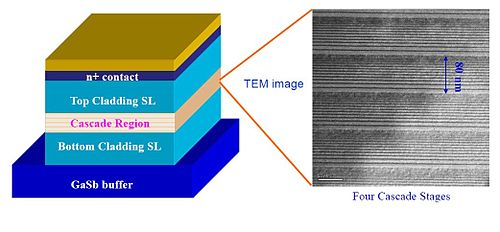 n+ contact
Top Cladding SL
Cascade Region
Bottom Cladding SL
GaSb buffer
TEM image
80 nm
Four Cascade Stages